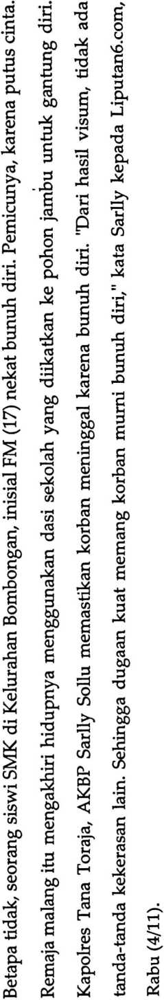 Betapa tidak, seorang siswi SMK di Kelurahan Bombongan, inisial FM (17) nekat bunuh diri. Pemicunya, karena putus cinta.
Remaja malang itu mengakhiri hidupnya menggunakan dasi sekolah yang diikatkan ke pohon jambu untuk gantung diri.
Kapolres Tana Toraja, AKBP Sarlly Sollu memastikan korban meninggal karena bunuh diri. "Dari hasil visum, tidak ada
tanda-tanda kekerasan lain. Sehingga dugaan kuat memang korban murni bunuh diri," kata Sarlly kepada Liputan6.com,
Rabu (4/11).